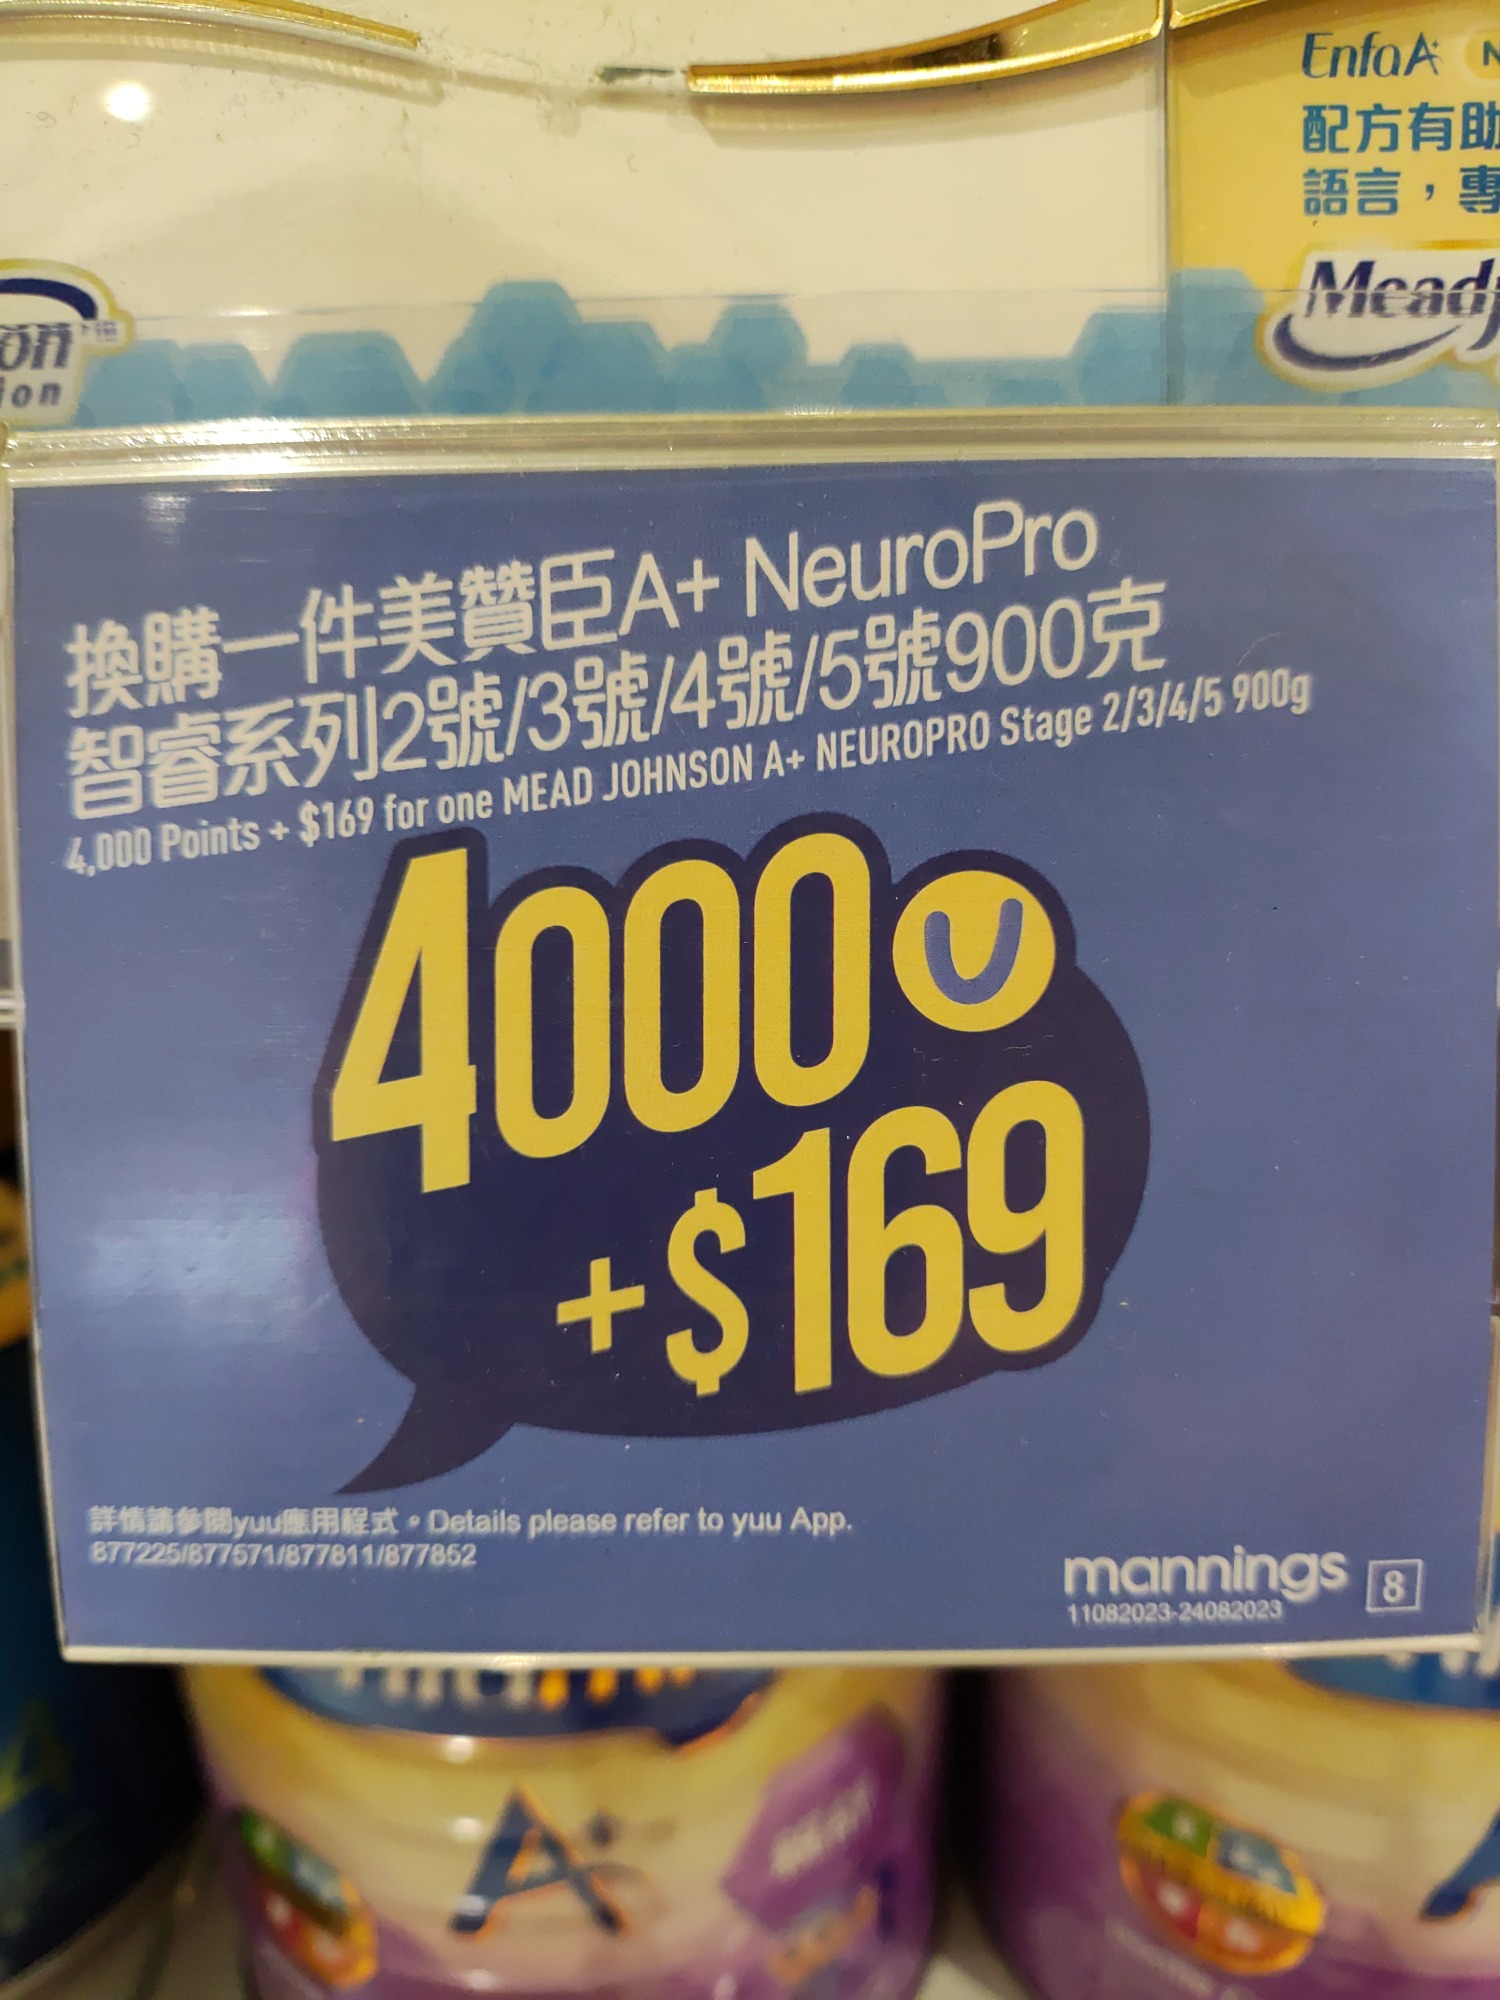 EnfaA+
配方有助
語言，專
Mead
on
ion
換購一件美贊臣A+ NeuroPro
智睿系列2號/3號/4號/5號900克
4,000 Points + $169 for one MEAD JOHNSON A+ NEUROPRO Stage 2/3/4/5 900g
4000
+$169
詳情請參閱yuu應用程式。Details please refer to yuu App.
877225/877571/877811/877852
mannings 8
11082023-24082023
A+